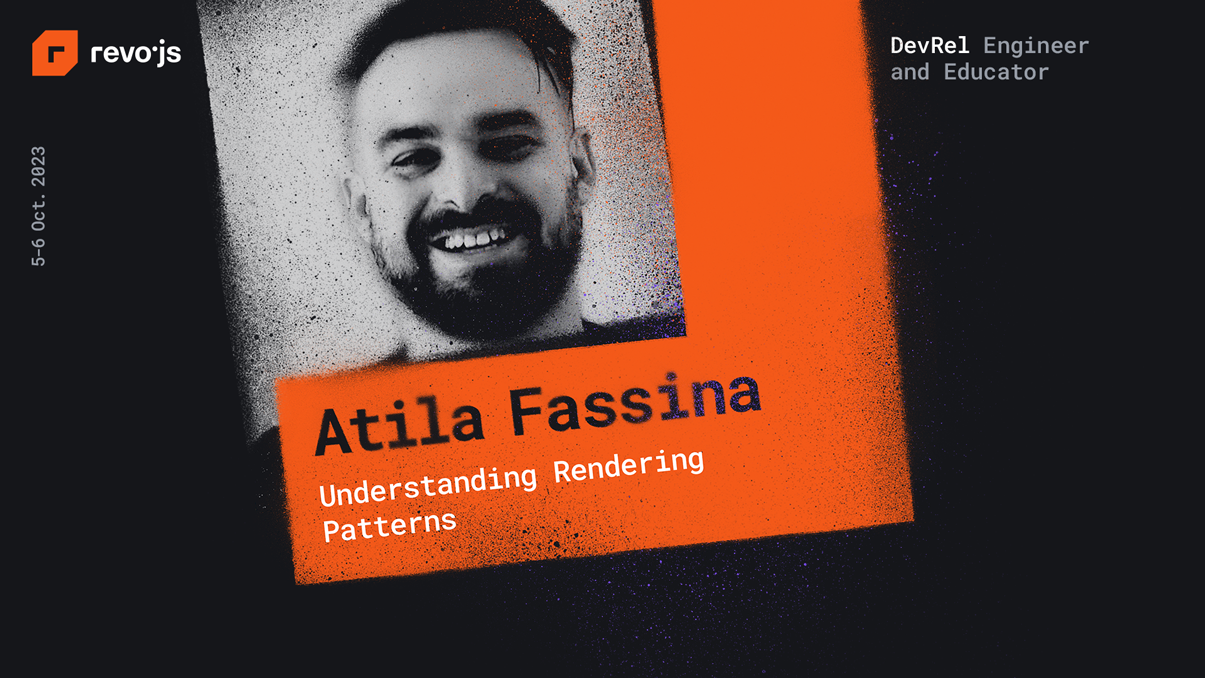 revo.js
DevRel Engineer
and Educator
5–6 Oct. 2023
Atila Fassina
Understanding Rendering
Patterns